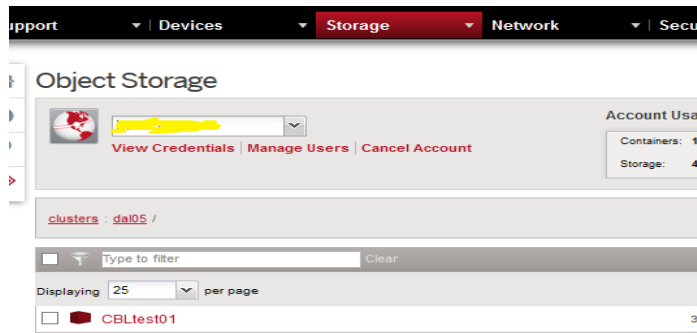 Support Devices Storage Network Secu
Object Storage
View Credentials | Manage Users | Cancel Account
Account Usa
Containers: 1
Storage: 4
clusters : dal05 /
Type to filter Clear
Displaying 25 per page
CBLtest01 3